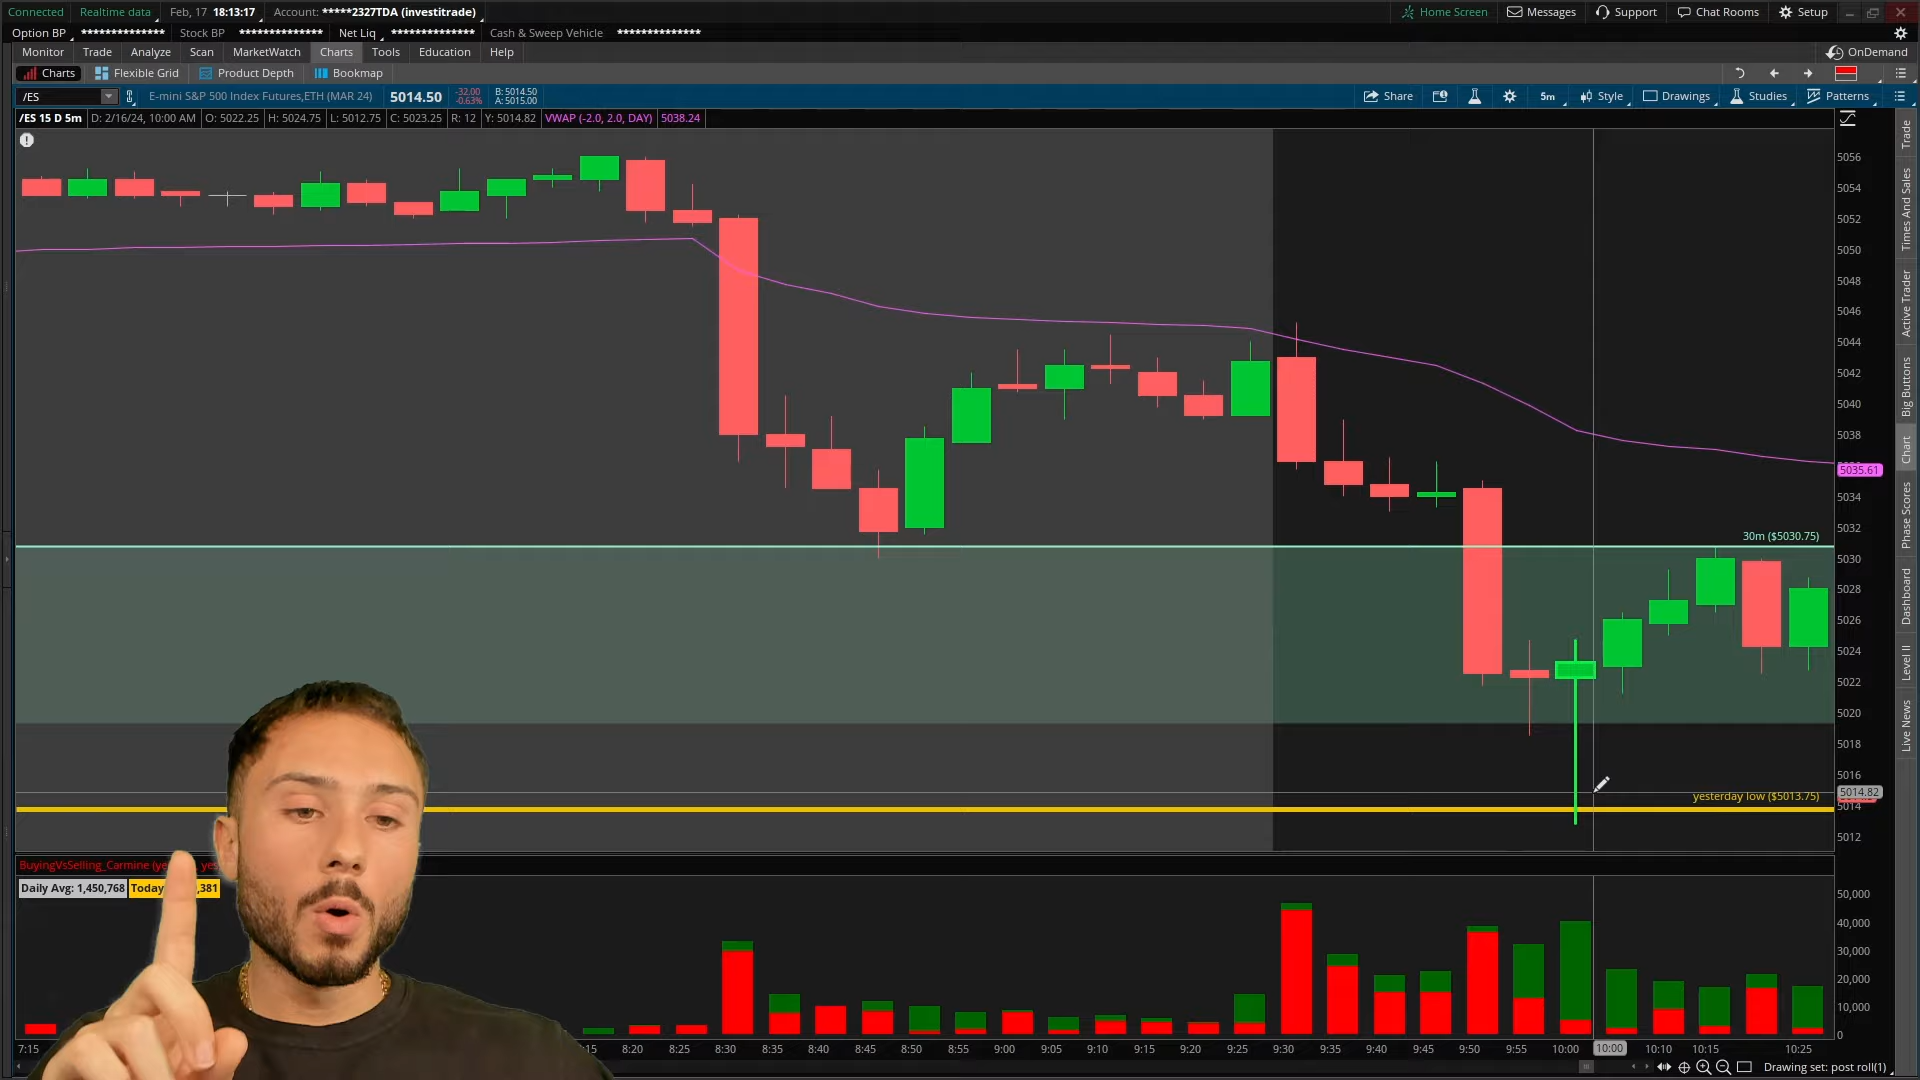 Connected Realtime data Feb, 17 18:13:17 Account: *****2327TDA (investitrade) Home Screen Messages Support Chat Rooms Setup
Option BP ************** Stock BP ************** Net Liq ************** Cash & Sweep Vehicle **************
Monitor Trade Analyze Scan MarketWatch Charts Tools Education Help OnDemand
Charts Flexible Grid Product Depth Bookmap
/ES E-mini S&P 500 Index Futures,ETH (MAR 24) 5014.50 -32.00 -0.63% B: 5014.50 A: 5015.00 Share 5m Style Drawings Studies Patterns
/ES 15 D 5m D: 2/16/24, 10:00 AM O: 5022.25 H: 5024.75 L: 5012.75 C: 5023.25 R: 12 Y: 5014.82 VWAP (-2.0, 2.0, DAY) 5038.24
5056
5054
5052
5050
5048
5046
5044
5042
5040
5038
5035.61
5034
5032
30m ($5030.75)
5030
5028
5026
5024
5022
5020
5018
5016
yesterday low ($5013.75)
5014.82
5014
5012
Trade
Times And Sales
Active Trader
Big Buttons
Chart
Phase Scores
Dashboard
Level II
Live News
BuyingVsSelling_Carmine
Daily Avg: 1,450,768 Today ,381
50,000
40,000
30,000
20,000
10,000
0
7:15 :15 8:20 8:25 8:30 8:35 8:40 8:45 8:50 8:55 9:00 9:05 9:10 9:15 9:20 9:25 9:30 9:35 9:40 9:45 9:50 9:55 10:00 10:00 10:10 10:15 10:25
Drawing set: post roll(1)